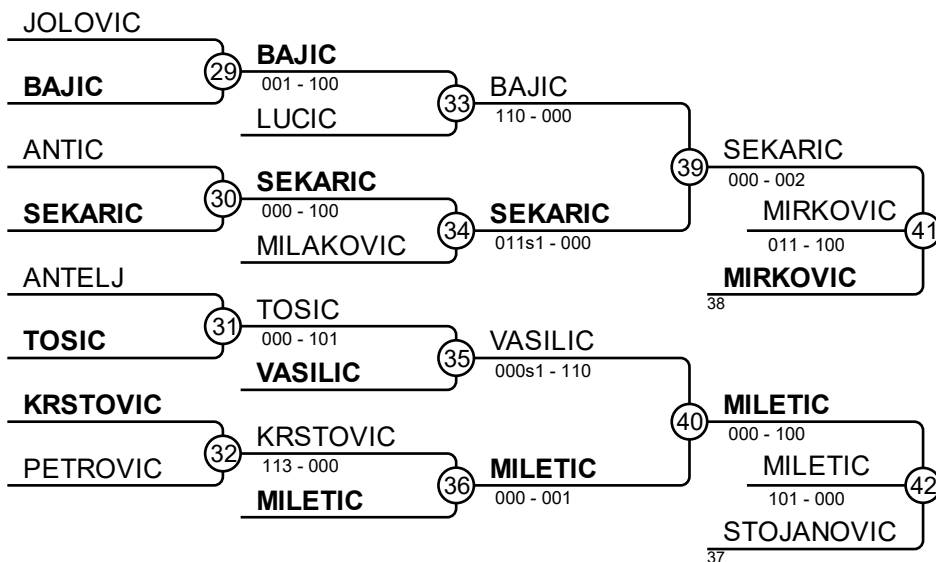 JOLOVIC
BAJIC
29
BAJIC
001 - 100
LUCIC
33
BAJIC
110 - 000
ANTIC
SEKARIC
30
SEKARIC
000 - 100
MILAKOVIC
34
SEKARIC
011s1 - 000
39
SEKARIC
000 - 002
MIRKOVIC
011 - 100
41
MIRKOVIC
38
ANTELJ
TOSIC
31
TOSIC
000 - 101
VASILIC
35
VASILIC
000s1 - 110
KRSTOVIC
PETROVIC
32
KRSTOVIC
113 - 000
MILETIC
36
MILETIC
000 - 001
40
MILETIC
000 - 100
MILETIC
101 - 000
42
STOJANOVIC
37